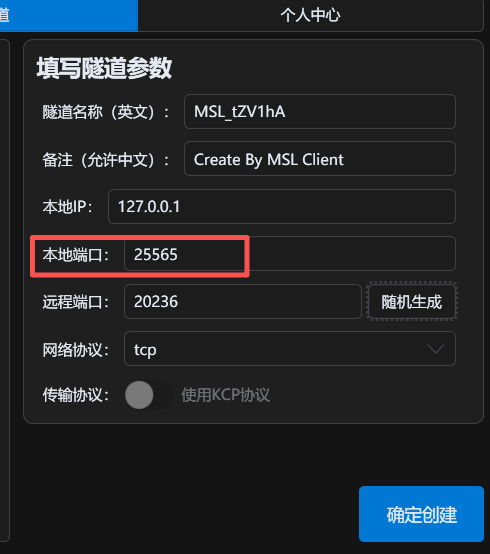 道
个人中心
填写隧道参数
隧道名称（英文）： MSL_tZV1hA
备注（允许中文）： Create By MSL Client
本地IP： 127.0.0.1
本地端口： 25565
远程端口： 20236 随机生成
网络协议： tcp
传输协议： 使用KCP协议
确定创建